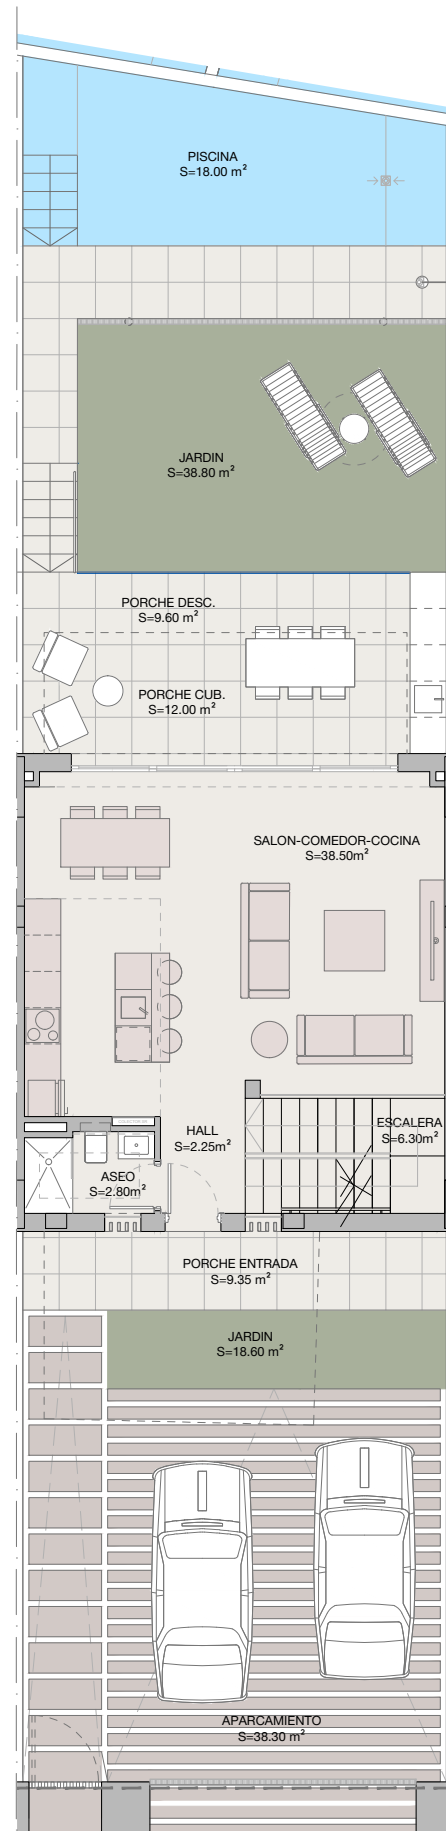 PISCINA
S=18.00 m²
JARDIN
S=38.80 m²
PORCHE DESC.
S=9.60 m²
PORCHE CUB.
S=12.00 m²
SALON-COMEDOR-COCINA
S=38.50m²
HALL
S=2.25m²
ESCALERA
S=6.30m²
ASEO
S=2.80m²
PORCHE ENTRADA
S=9.35 m²
JARDIN
S=18.60 m²
APARCAMIENTO
S=38.30 m²